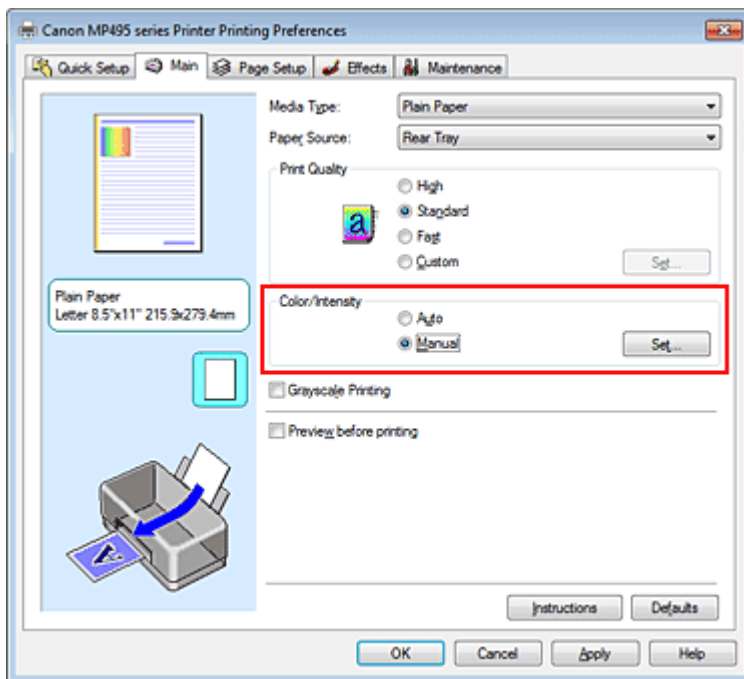 Canon MP495 series Printer Printing Preferences
Quick Setup Main Page Setup Effects Maintenance
Media Type: Plain Paper
Paper Source: Rear Tray
Print Quality
High
a Standard
Fast
Custom Set...
Plain Paper
Letter 8.5"x11" 215.9x279.4mm
Color/Intensity
Auto
Manual Set...
Grayscale Printing
Preview before printing
A
Instructions Defaults
OK Cancel Apply Help